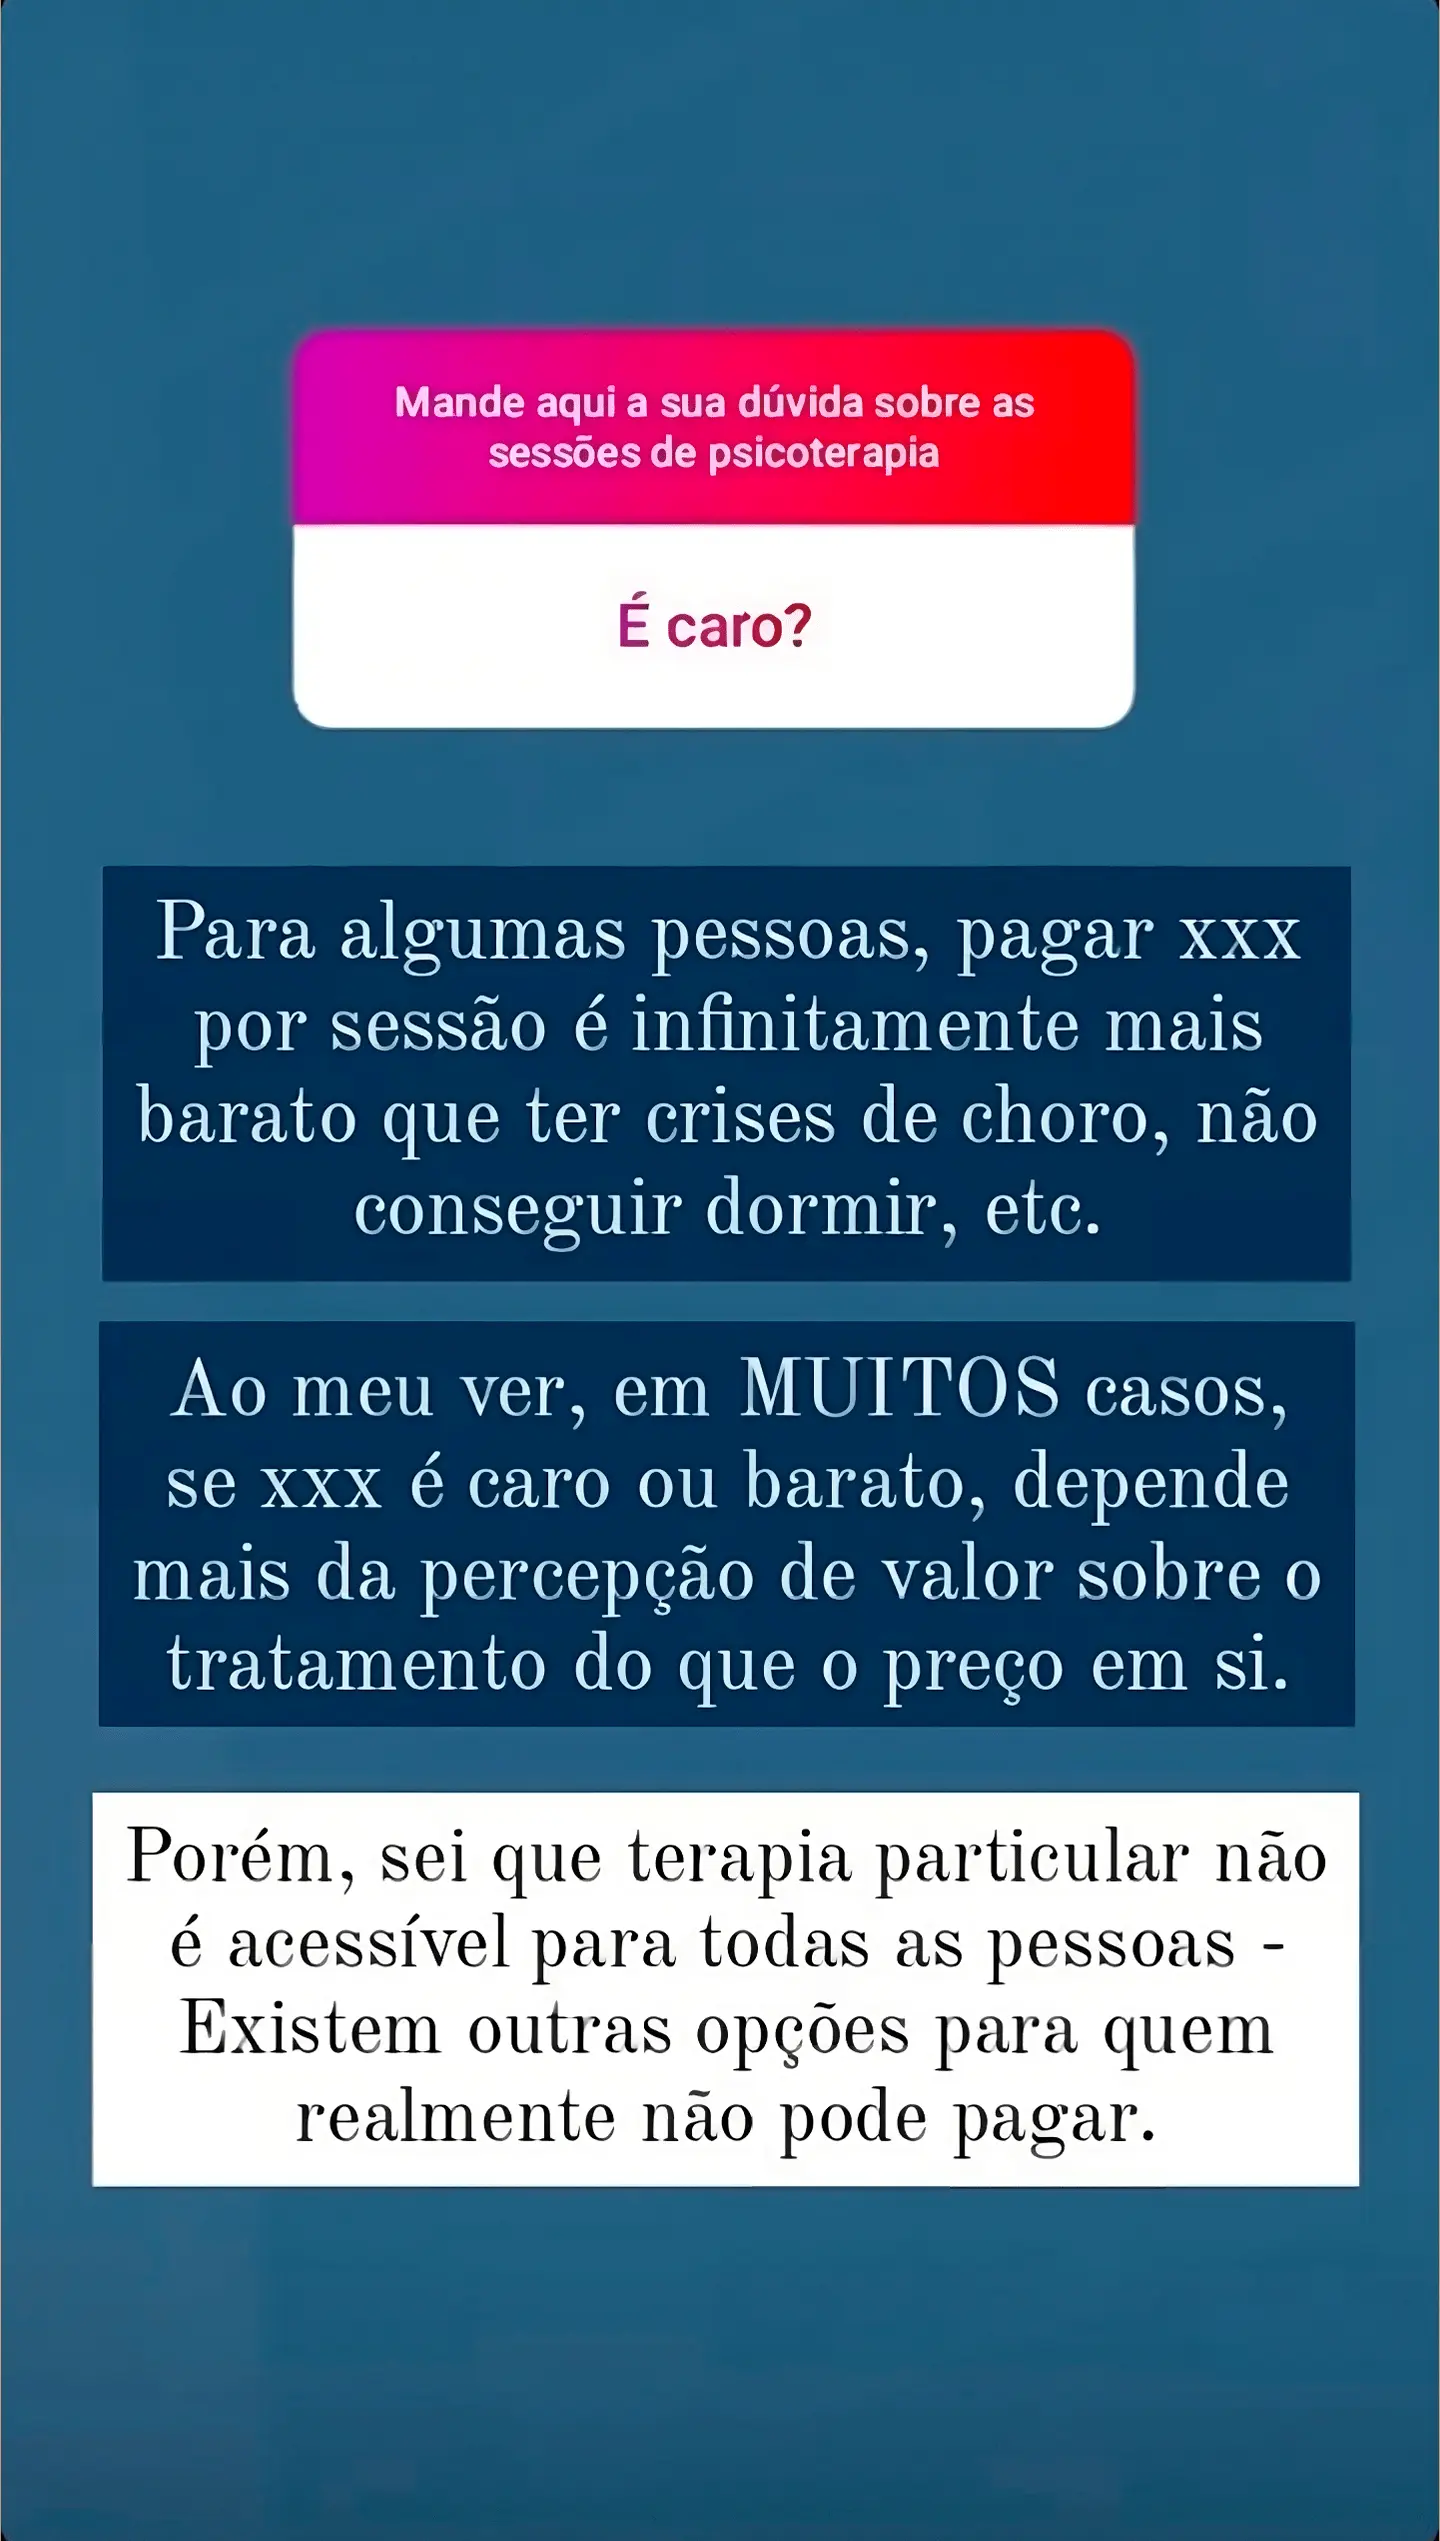 Mande aqui a sua dúvida sobre as
sessões de psicoterapia
É caro?
Para algumas pessoas, pagar xxx
por sessão é infinitamente mais
barato que ter crises de choro, não
conseguir dormir, etc.
Ao meu ver, em MUITOS casos,
se xxx é caro ou barato, depende
mais da percepção de valor sobre o
tratamento do que o preço em si.
Porém, sei que terapia particular não
é acessível para todas as pessoas -
Existem outras opções para quem
realmente não pode pagar.